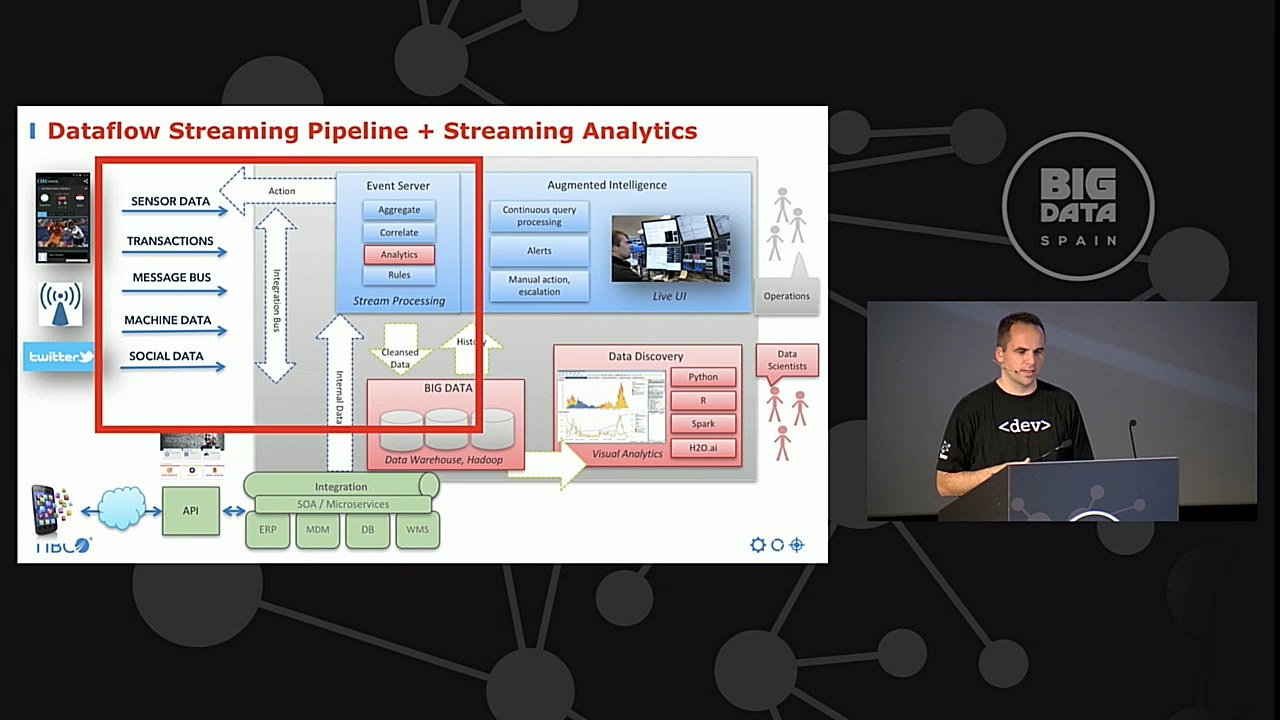 Dataflow Streaming Pipeline + Streaming Analytics
SENSOR DATA
TRANSACTIONS
MESSAGE BUS
MACHINE DATA
SOCIAL DATA
twitter
Action
Integration Bus
Internal Data
Event Server
Aggregate
Correlate
Analytics
Rules
Stream Processing
Augmented Intelligence
Continuous query
processing
Alerts
Manual action,
escalation
Live UI
Operations
Cleansed
Data
History
BIG DATA
Data Warehouse, Hadoop
Data Discovery
Python
R
Spark
H2O.ai
Visual Analytics
Data
Scientists
API
Integration
SOA / Microservices
ERP
MDM
DB
WMS
BIG
DATA
SPAIN
<dev>